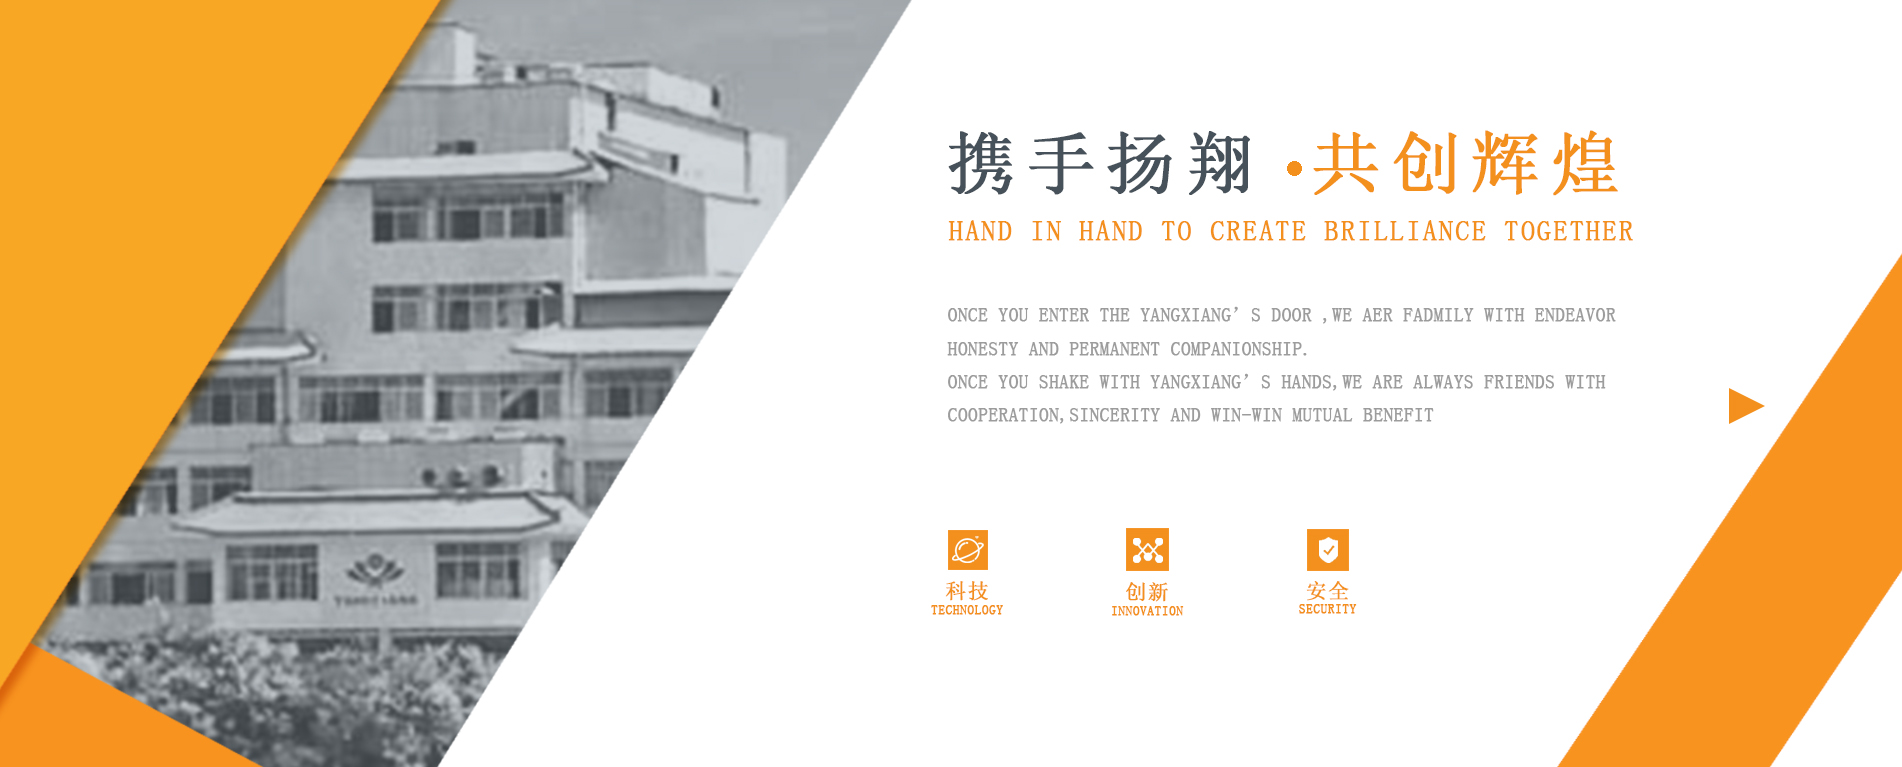 携手扬翔·共创辉煌
HAND IN HAND TO CREATE BRILLIANCE TOGETHER
ONCE YOU ENTER THE YANGXIANG’S DOOR ,WE AER FADMILY WITH ENDEAVOR
HONESTY AND PERMANENT COMPANIONSHIP.
ONCE YOU SHAKE WITH YANGXIANG’S HANDS,WE ARE ALWAYS FRIENDS WITH
COOPERATION,SINCERITY AND WIN-WIN MUTUAL BENEFIT
科技
TECHNOLOGY
创新
INNOVATION
安全
SECURITY